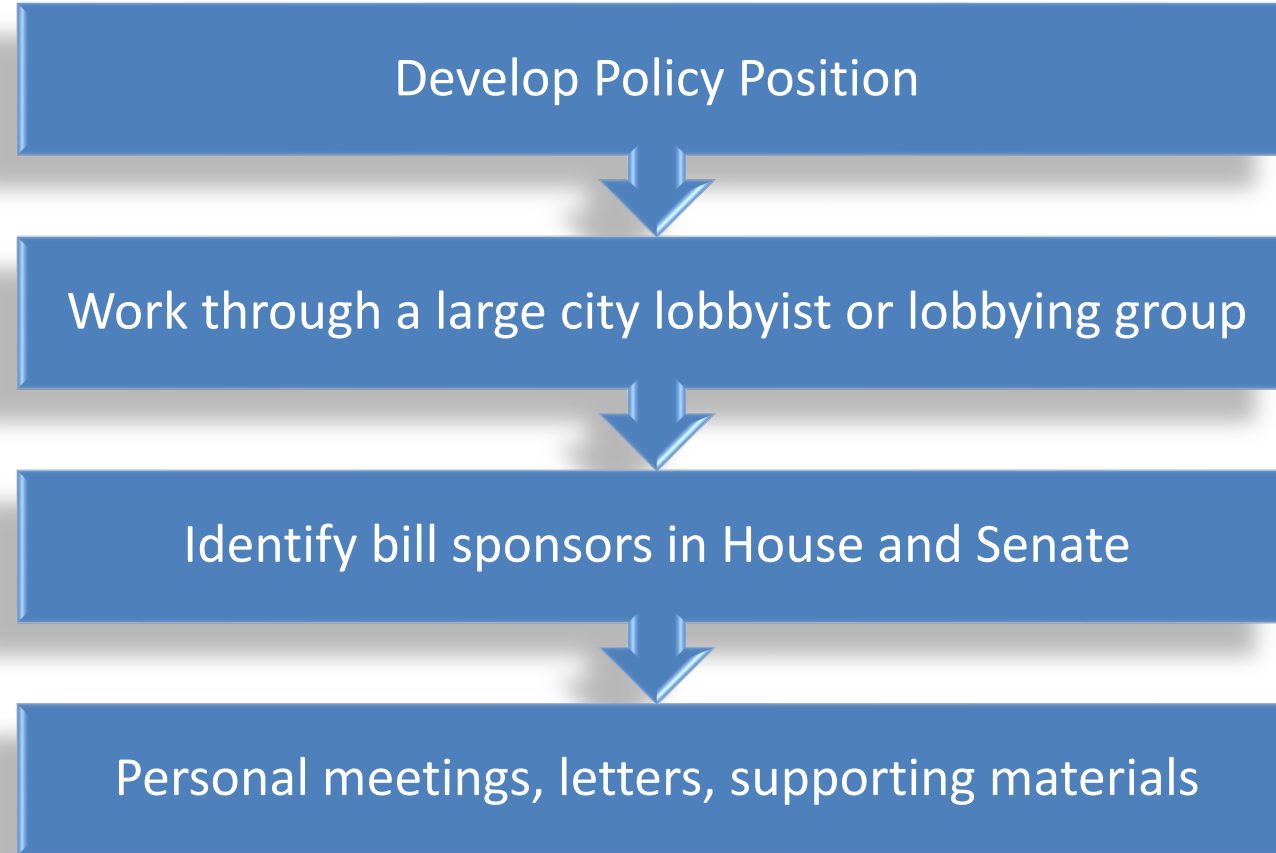 Develop Policy Position
Work through a large city lobbyist or lobbying group
Identify bill sponsors in House and Senate
Personal meetings, letters, supporting materials